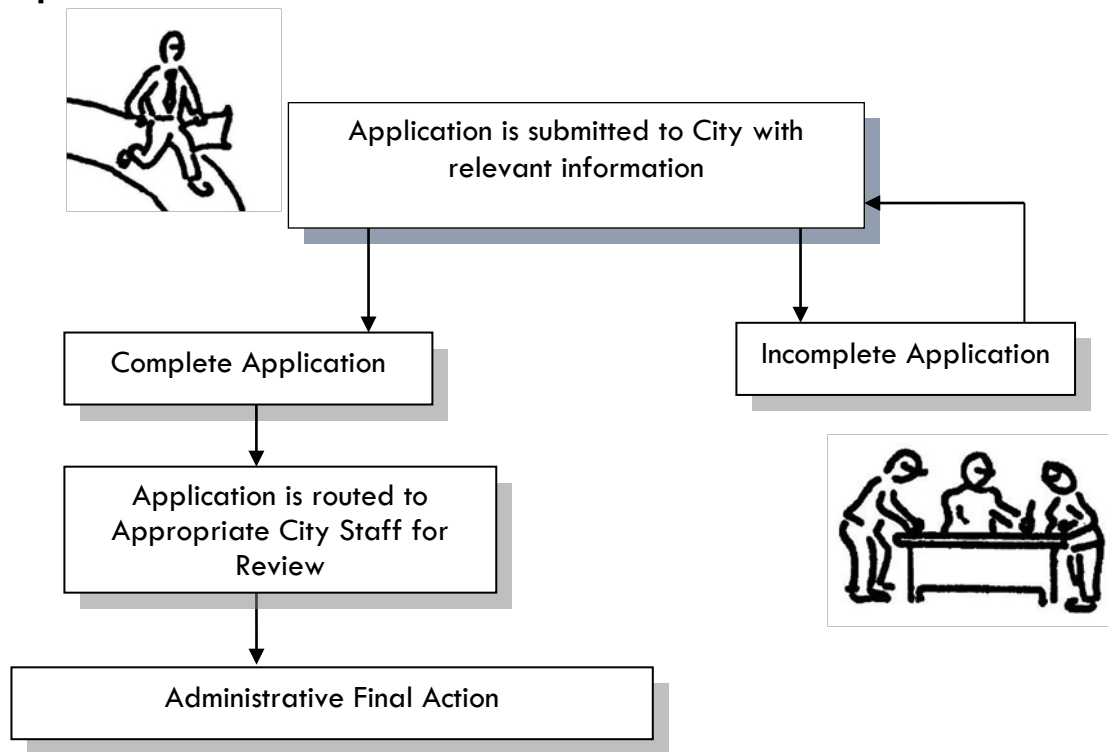 Application is submitted to City with
relevant information
Complete Application
Incomplete Application
Application is routed to
Appropriate City Staff for
Review
Administrative Final Action